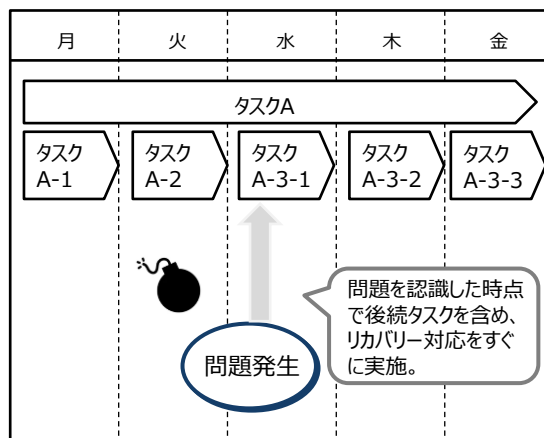 月 火 水 木 金
タスクA
タスク
A-1
タスク
A-2
タスク
A-3-1
タスク
A-3-2
タスク
A-3-3
問題を認識した時点
で後続タスクを含め、
リカバリー対応をすぐ
に実施。
問題発生